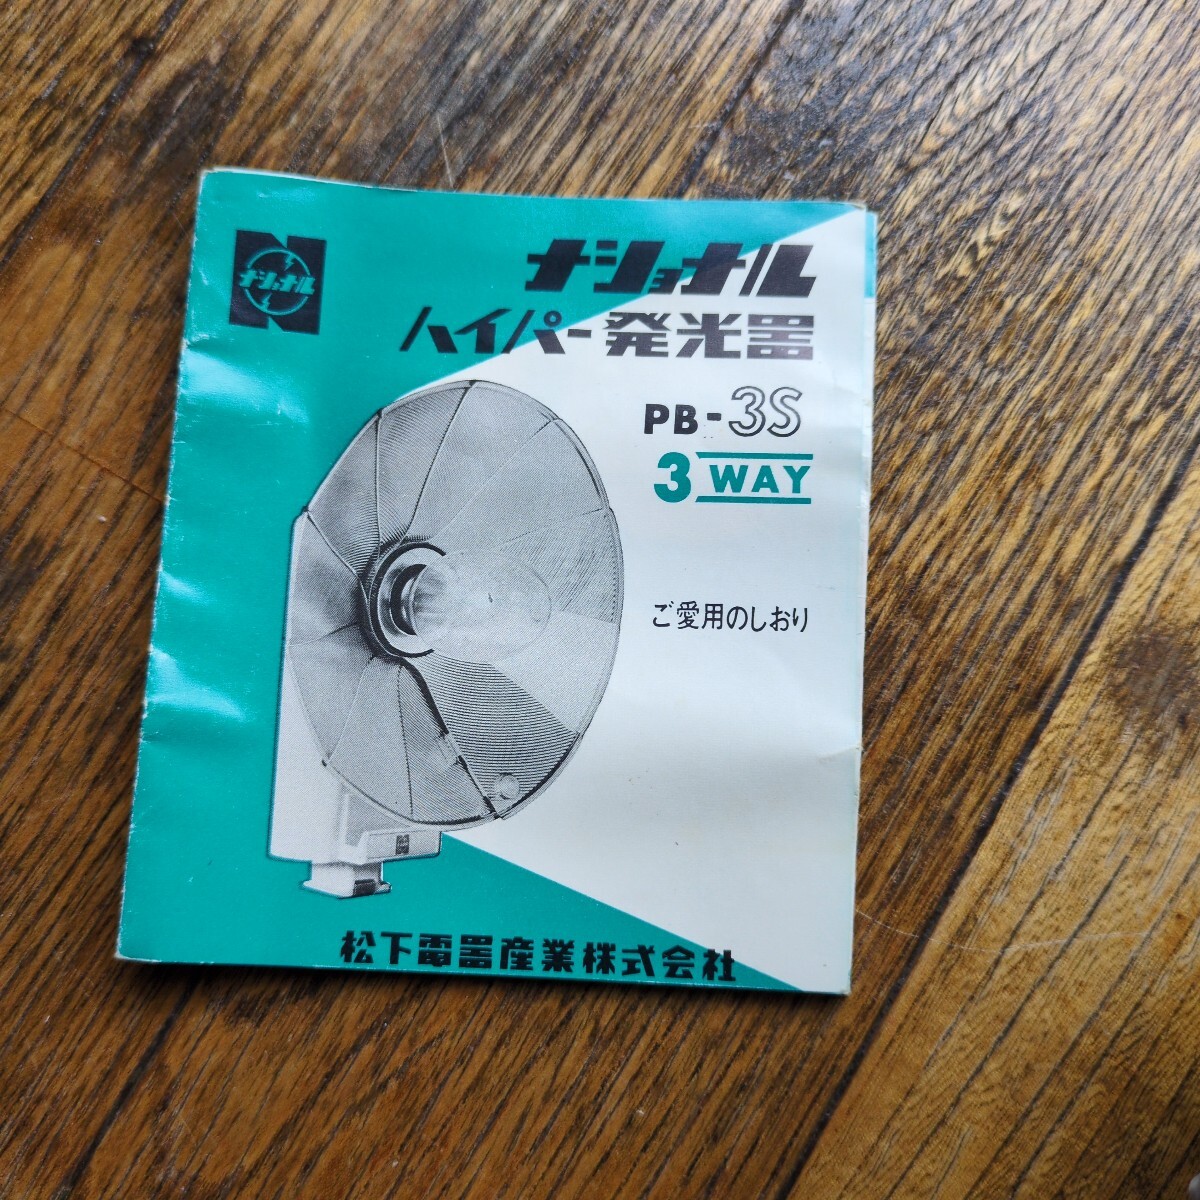 N
ナショナル
ナショナル
ハイパー発光器
PB-3S
3 WAY
ご愛用のしおり
松下電器産業株式会社